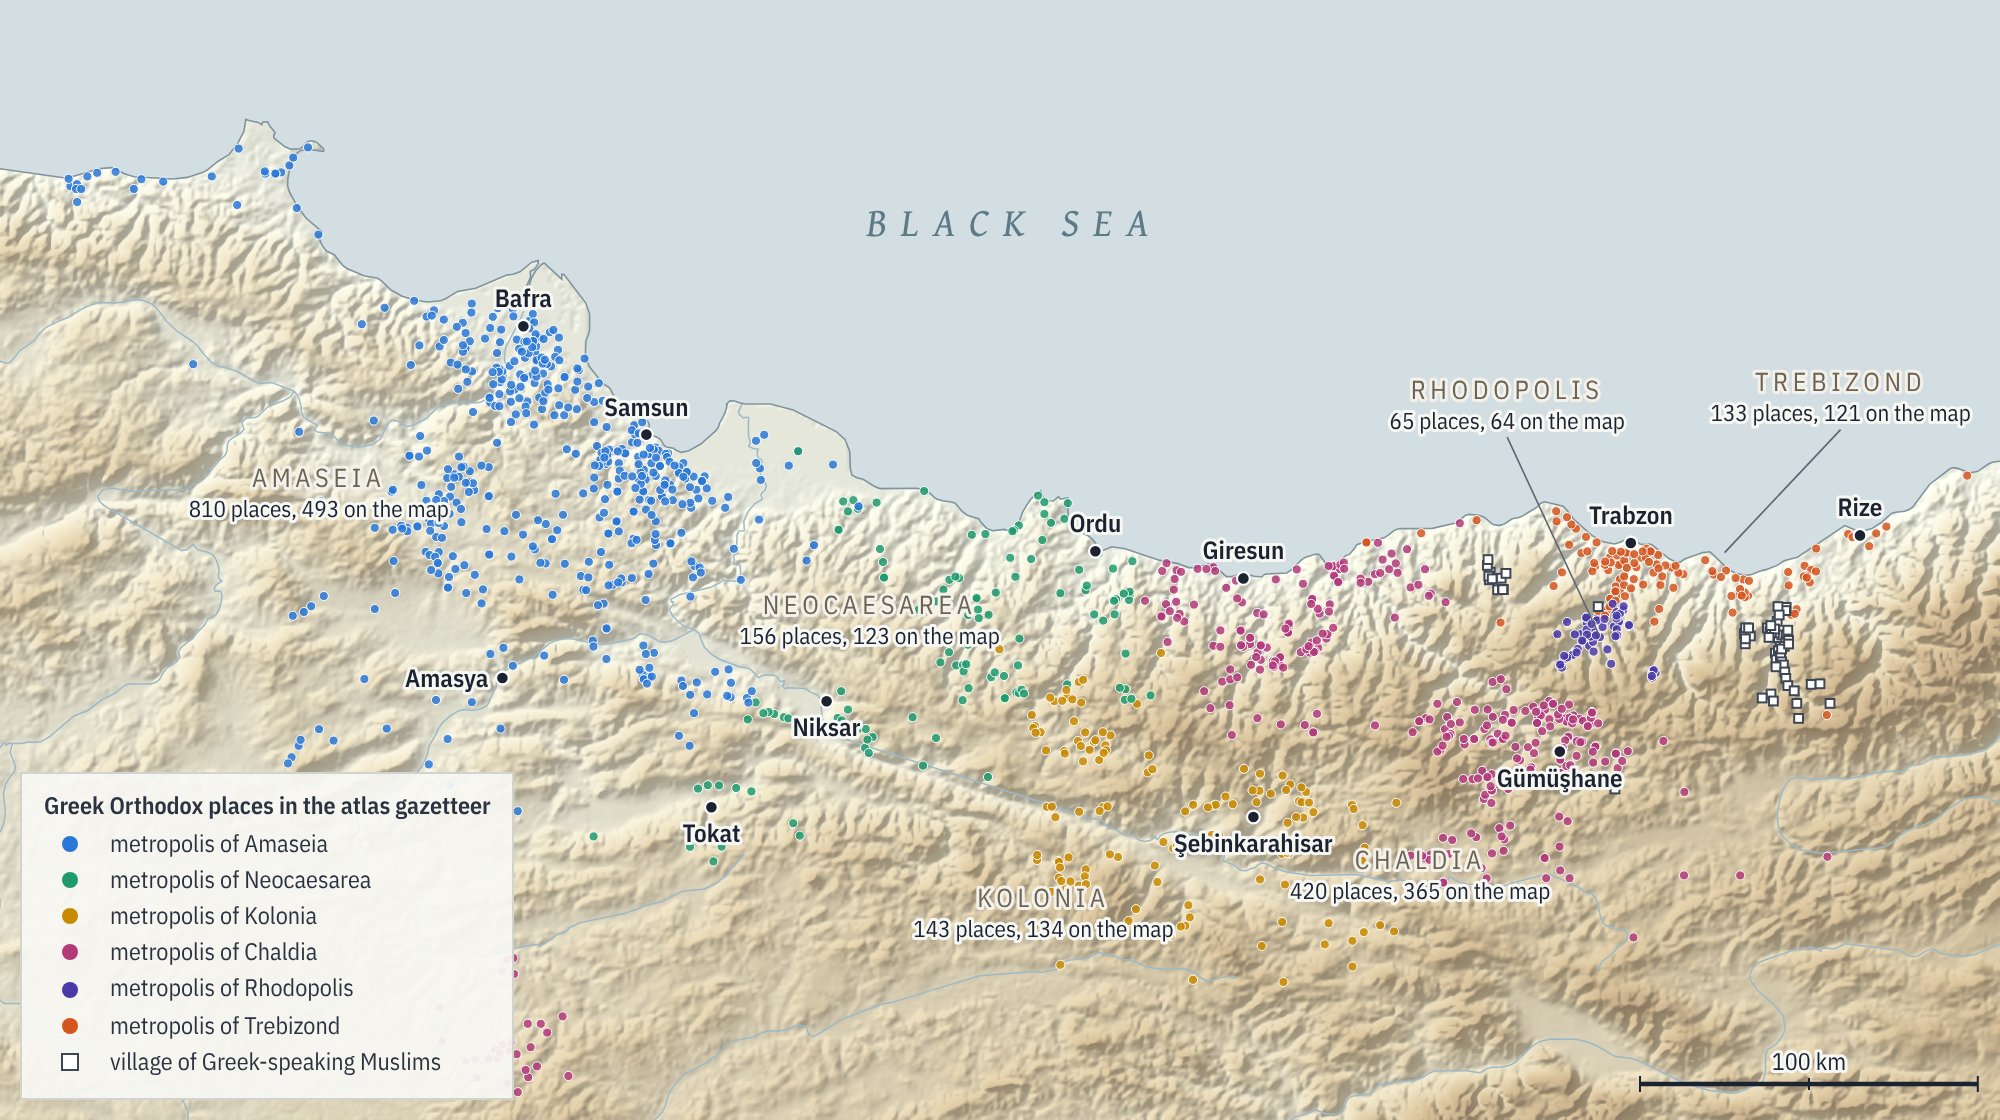 BLACK SEA
Bafra
Samsun
RHODOPOLIS
65 places, 64 on the map
TREBIZOND
133 places, 121 on the map
AMASEIA
810 places, 493 on the map
Ordu
Giresun
Trabzon
Rize
NEOCAESAREA
156 places, 123 on the map
Amasya
Niksar
Tokat
Gümüşhane
Şebinkarahisar
CHALDIA
420 places, 365 on the map
KOLONIA
143 places, 134 on the map
Greek Orthodox places in the atlas gazetteer
metropolis of Amaseia
metropolis of Neocaesarea
metropolis of Kolonia
metropolis of Chaldia
metropolis of Rhodopolis
metropolis of Trebizond
village of Greek-speaking Muslims
100 km